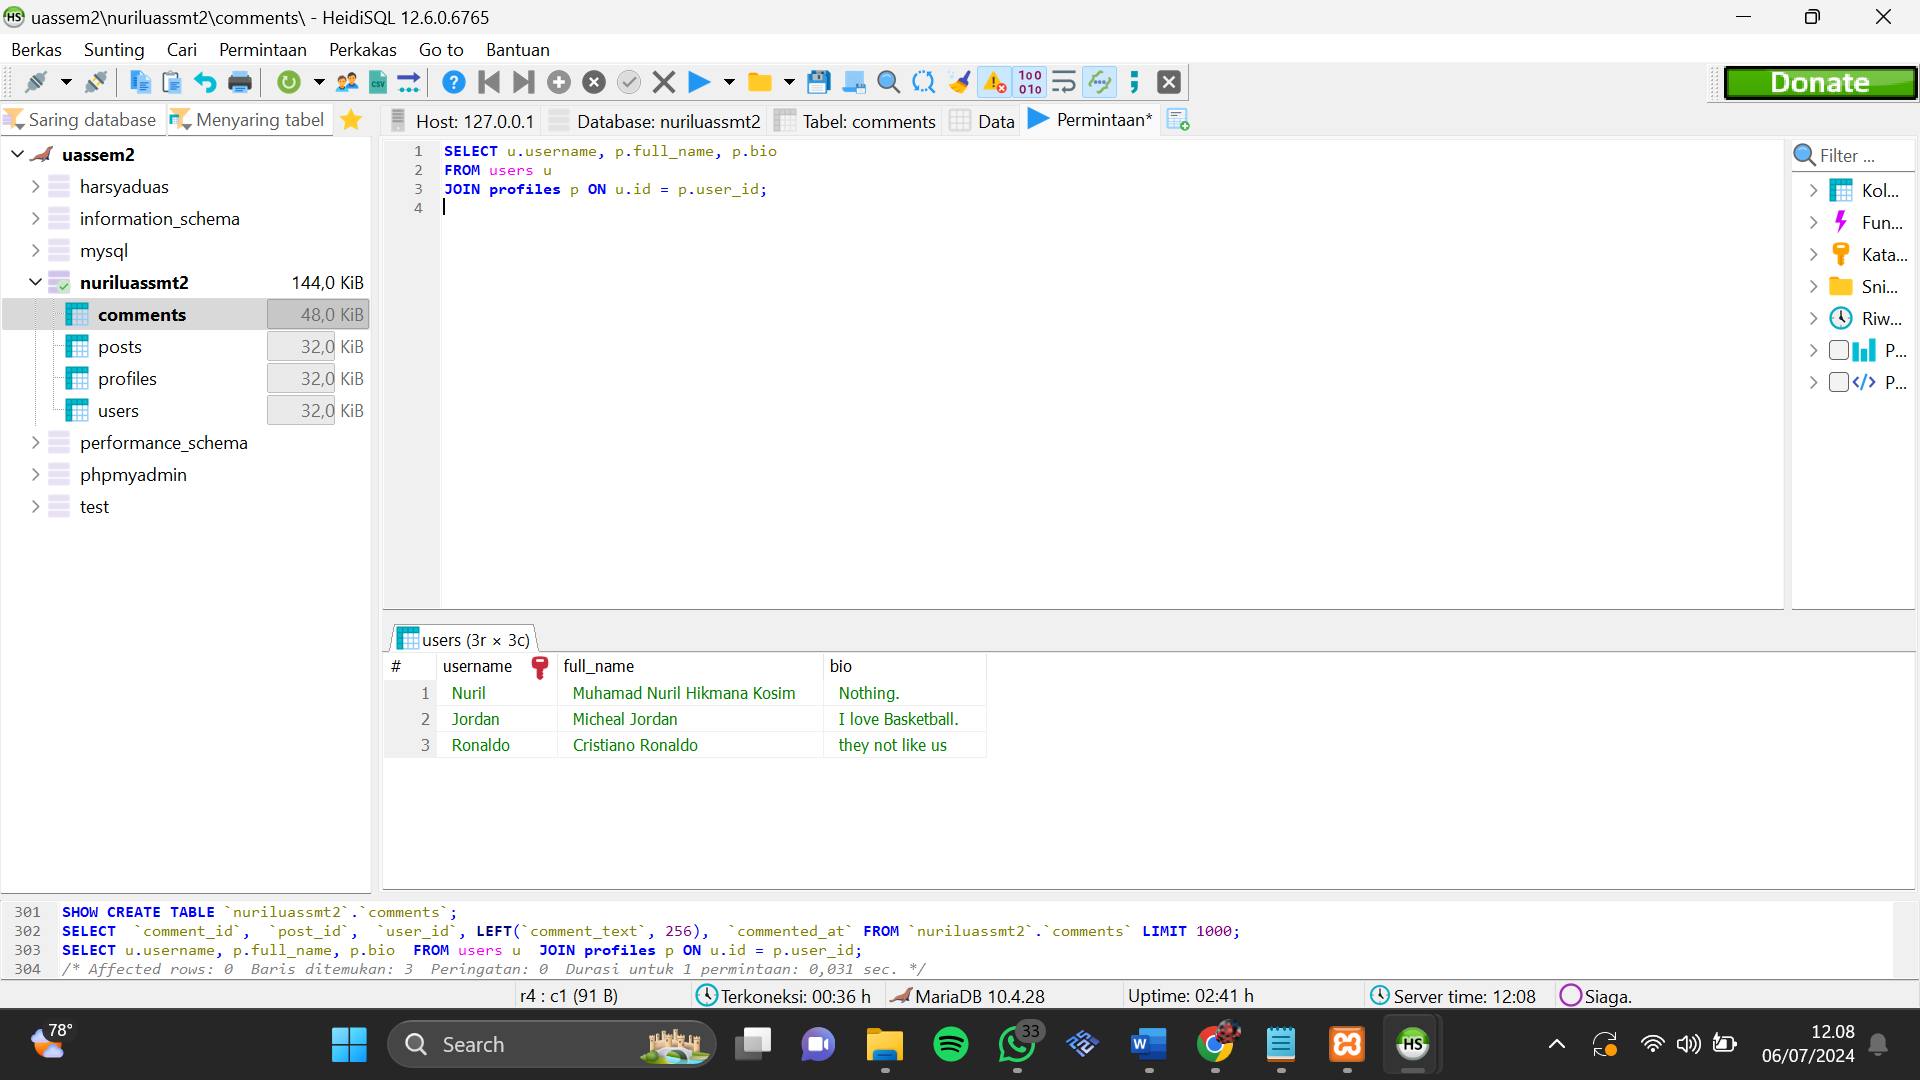 uassem2\nuriluassmt2\comments\ - HeidiSQL 12.6.0.6765
Berkas Sunting Cari Permintaan Perkakas Go to Bantuan
Donate
Saring database Menyaring tabel
Host: 127.0.0.1 Database: nuriluassmt2 Tabel: comments Data Permintaan*
uassem2
harsyaduas
information_schema
mysql
nuriluassmt2 144,0 KiB
comments 48,0 KiB
posts 32,0 KiB
profiles 32,0 KiB
users 32,0 KiB
performance_schema
phpmyadmin
test
1 SELECT u.username, p.full_name, p.bio
2 FROM users u
3 JOIN profiles p ON u.id = p.user_id;
4
Filter ...
Kol...
Fun...
Kata...
Sni...
Riw...
P...
P...
users (3r × 3c)
# username full_name bio
1 Nuril Muhamad Nuril Hikmana Kosim Nothing.
2 Jordan Micheal Jordan I love Basketball.
3 Ronaldo Cristiano Ronaldo they not like us
301 SHOW CREATE TABLE `nuriluassmt2`.`comments`;
302 SELECT `comment_id`, `post_id`, `user_id`, LEFT(`comment_text`, 256), `commented_at` FROM `nuriluassmt2`.`comments` LIMIT 1000;
303 SELECT u.username, p.full_name, p.bio FROM users u JOIN profiles p ON u.id = p.user_id;
304 /* Affected rows: 0 Baris ditemukan: 3 Peringatan: 0 Durasi untuk 1 permintaan: 0,031 sec. */
r4 : c1 (91 B) Terkoneksi: 00:36 h MariaDB 10.4.28 Uptime: 02:41 h Server time: 12:08 Siaga.
78°
Search
33
12.08
06/07/2024